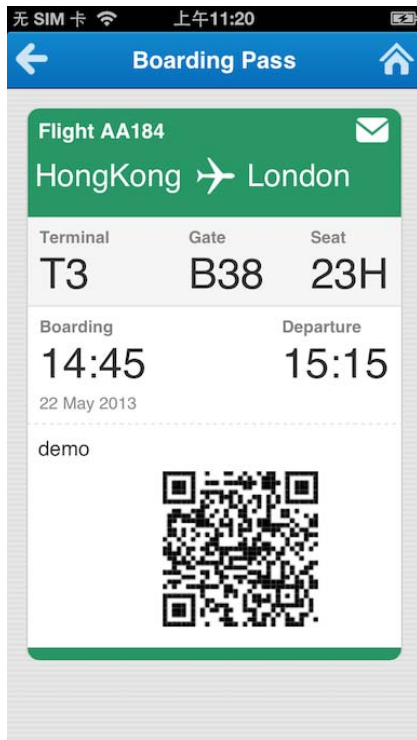 无 SIM 卡 上午11:20
Boarding Pass
Flight AA184
HongKong London
Terminal Gate Seat
T3 B38 23H
Boarding Departure
14:45 15:15
22 May 2013
demo